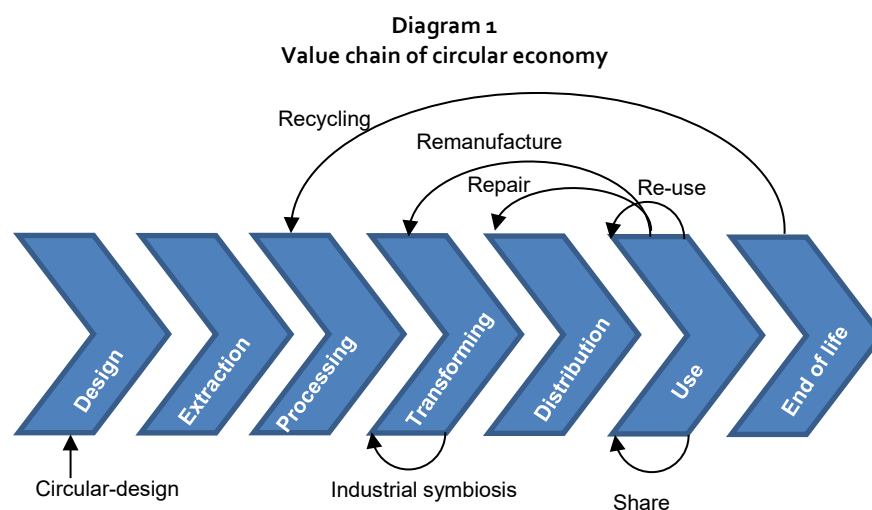 Diagram 1
Value chain of circular economy
Recycling
Remanufacture
Repair
Re-use
Design
Extraction
Processing
Transforming
Distribution
Use
End of life
Circular-design
Industrial symbiosis
Share